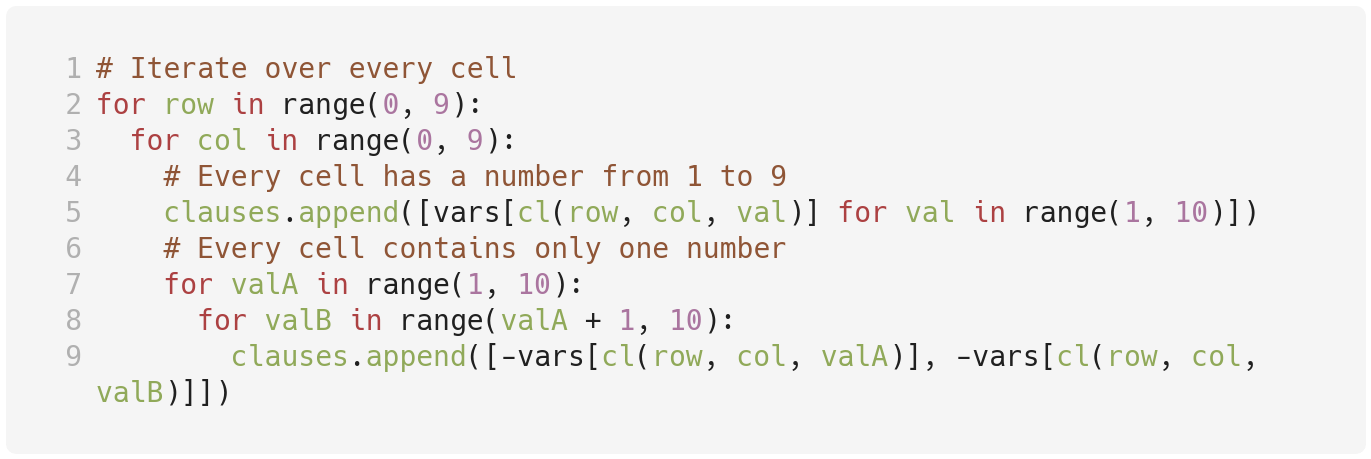 1 # Iterate over every cell
2 for row in range(0, 9):
3   for col in range(0, 9):
4     # Every cell has a number from 1 to 9
5     clauses.append([vars[cl(row, col, val)] for val in range(1, 10)])
6     # Every cell contains only one number
7     for valA in range(1, 10):
8       for valB in range(valA + 1, 10):
9         clauses.append([-vars[cl(row, col, valA)], -vars[cl(row, col,
valB)]])